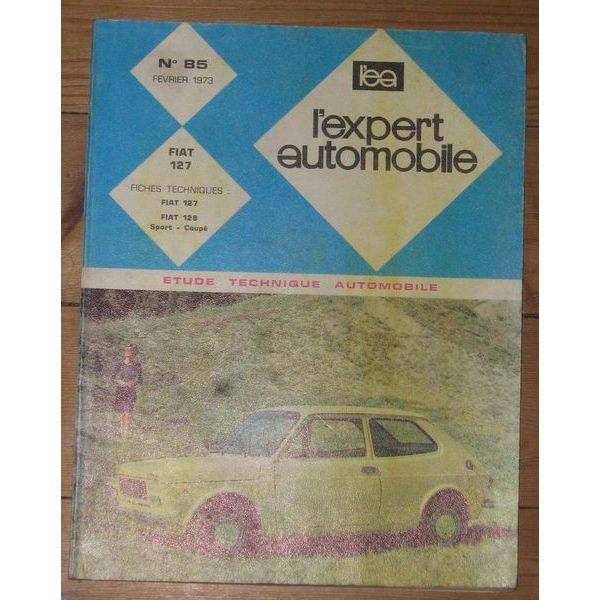 N° 85
FEVRIER 1973
l'ea
l'expert
automobile
FIAT
127
FICHES TECHNIQUES :
FIAT 127
FIAT 128
Sport - Coupé
ETUDE TECHNIQUE AUTOMOBILE